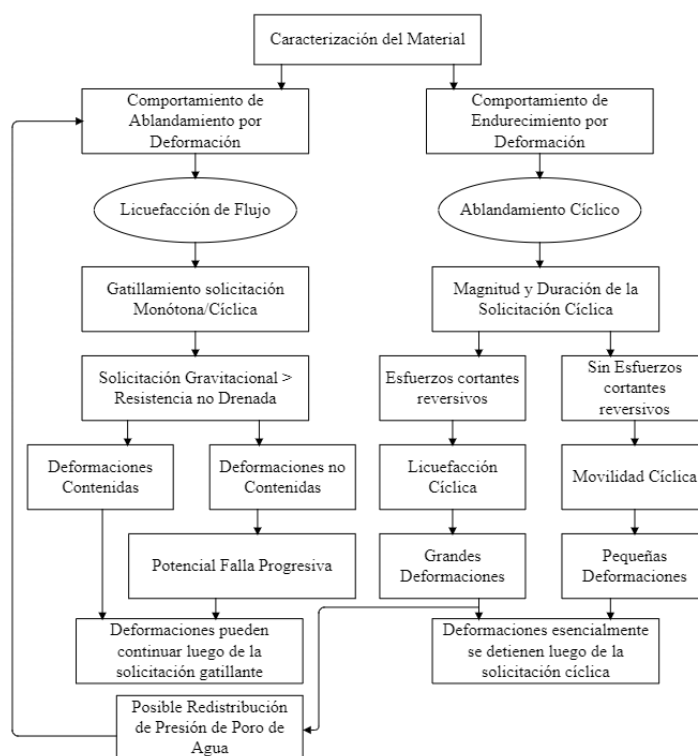 Caracterización del Material
Comportamiento de
Ablandamiento por
Deformación
Comportamiento de
Endurecimiento por
Deformación
Licuefacción de Flujo
Ablandamiento Cíclico
Gatillamiento solicitación
Monótona/Cíclica
Magnitud y Duración de la
Solicitación Cíclica
Solicitación Gravitacional >
Resistencia no Drenada
Esfuerzos cortantes
reversivos
Sin Esfuerzos
cortantes
reversivos
Deformaciones
Contenidas
Deformaciones no
Contenidas
Licuefacción
Cíclica
Movilidad Cíclica
Potencial Falla Progresiva
Grandes
Deformaciones
Pequeñas
Deformaciones
Deformaciones pueden
continuar luego de la
solicitación gatillante
Deformaciones esencialmente
se detienen luego de la
solicitación cíclica
Posible Redistribución
de Presión de Poro de
Agua